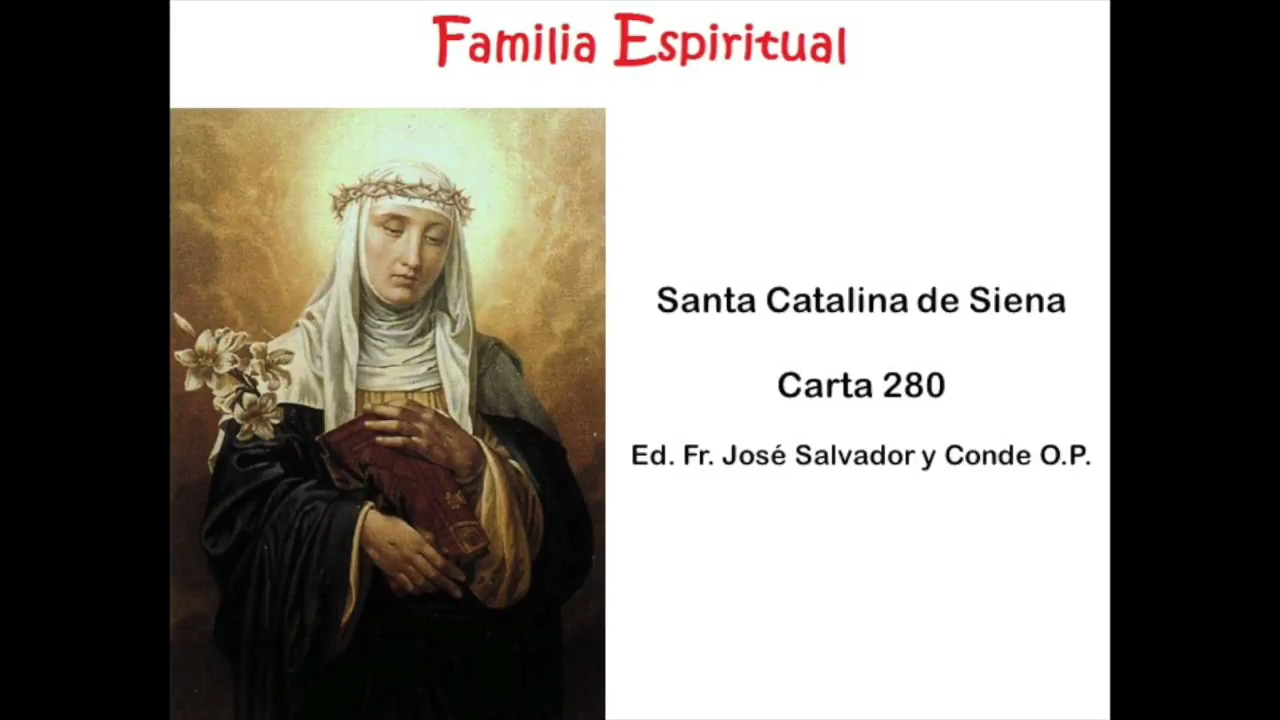 Familia Espiritual
Santa Catalina de Siena
Carta 280
Ed. Fr. José Salvador y Conde O.P.